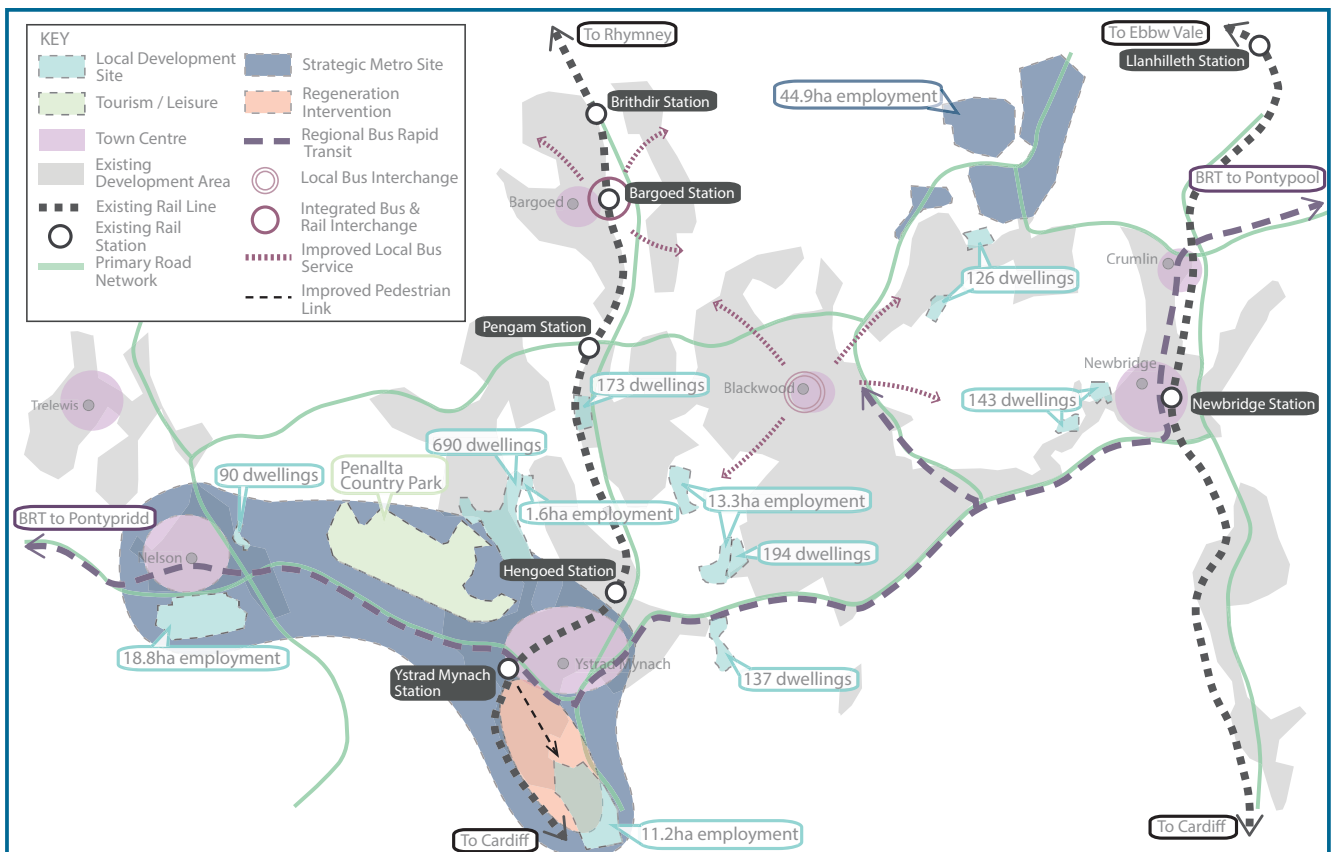 KEY
Local Development
Site
Tourism / Leisure
Town Centre
Existing
Development Area
Existing Rail Line
Existing Rail
Station
Primary Road
Network
Strategic Metro Site
Regeneration
Intervention
Regional Bus Rapid
Transit
Local Bus Interchange
Integrated Bus &
Rail Interchange
Improved Local Bus
Service
Improved Pedestrian
Link
To Rhymney
To Ebbw Vale
Llanhilleth Station
Brithdir Station
44.9ha employment
BRT to Pontypool
Bargoed
Bargoed Station
Crumlin
126 dwellings
Pengam Station
Newbridge
Trelewis
173 dwellings
Blackwood
143 dwellings
Newbridge Station
690 dwellings
90 dwellings
Penallta
Country Park
1.6ha employment
13.3ha employment
BRT to Pontypridd
Nelson
194 dwellings
Hengoed Station
18.8ha employment
Ystrad Mynach
Station
Ystrad Mynach
137 dwellings
To Cardiff
11.2ha employment
To Cardiff